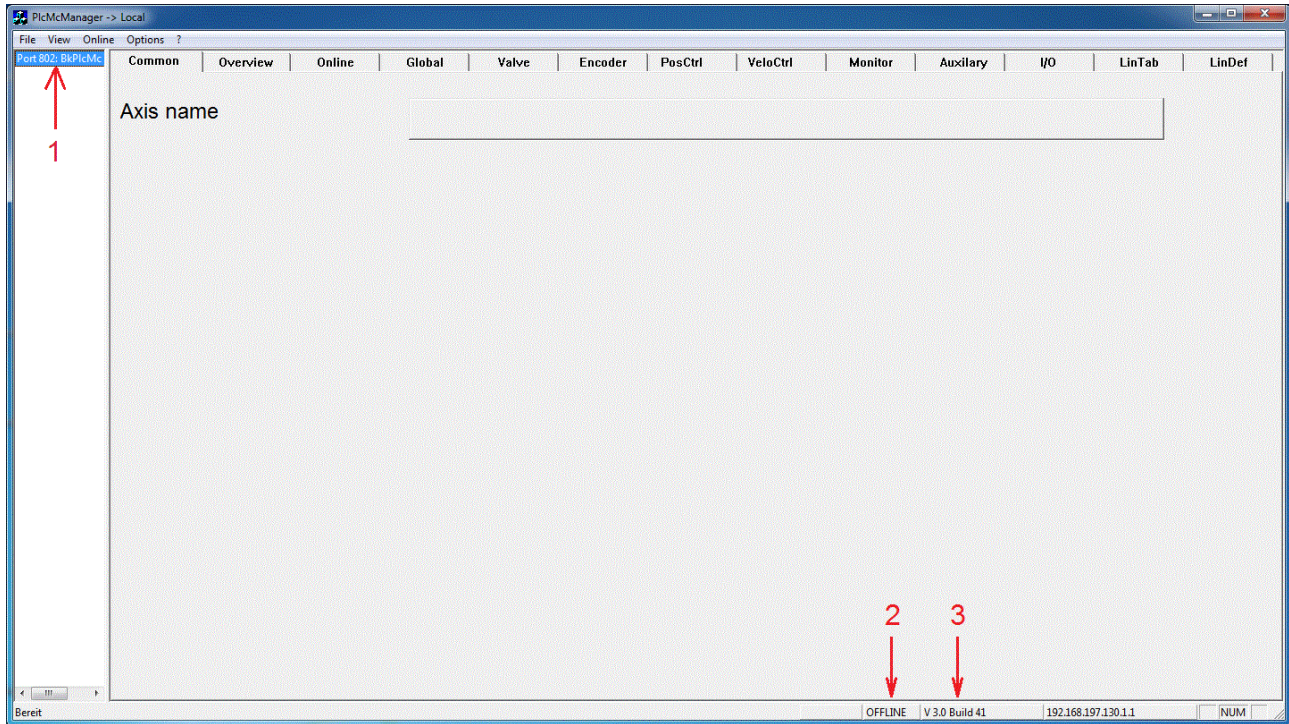 PlcMcManager -> Local
File View Online Options ?
Port 802: BkPlcMc
Common Overview Online Global Valve Encoder PosCtrl VeloCtrl Monitor Auxilary I/O LinTab LinDef
Axis name
1
2 3
Bereit OFFLINE V 3.0 Build 41 192.168.197.130.1.1 NUM